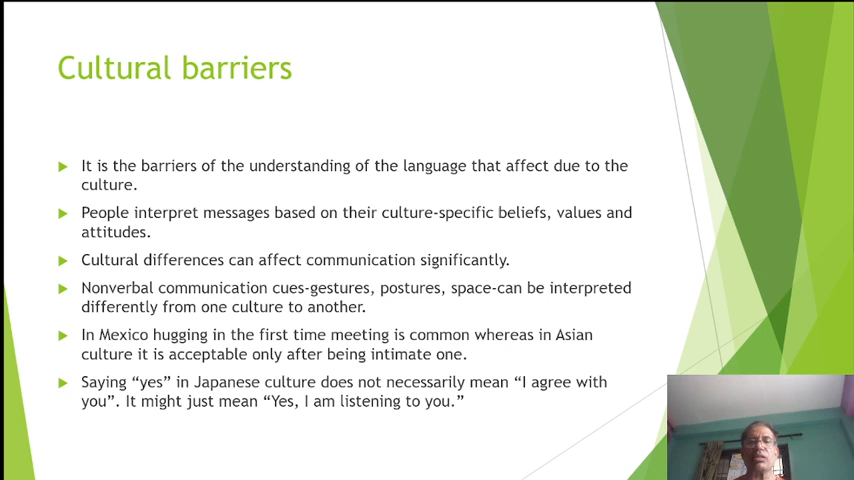 Cultural barriers
It is the barriers of the understanding of the language that affect due to the
culture.
People interpret messages based on their culture-specific beliefs, values and
attitudes.
Cultural differences can affect communication significantly.
Nonverbal communication cues-gestures, postures, space-can be interpreted
differently from one culture to another.
In Mexico hugging in the first time meeting is common whereas in Asian
culture it is acceptable only after being intimate one.
Saying “yes” in Japanese culture does not necessarily mean “I agree with
you”. It might just mean “Yes, I am listening to you.”